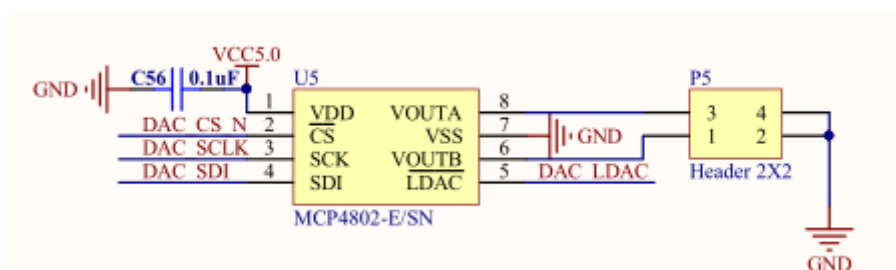 VCC5.0
C56 0.1uF
U5
P5
GND
1 VDD VOUTA 8
3 4
DAC_CS_N 2 CS VSS 7 GND
1 2
DAC_SCLK 3 SCK VOUTB 6
DAC_SDI 4 SDI LDAC 5 DAC_LDAC
Header 2X2
MCP4802-E/SN
GND